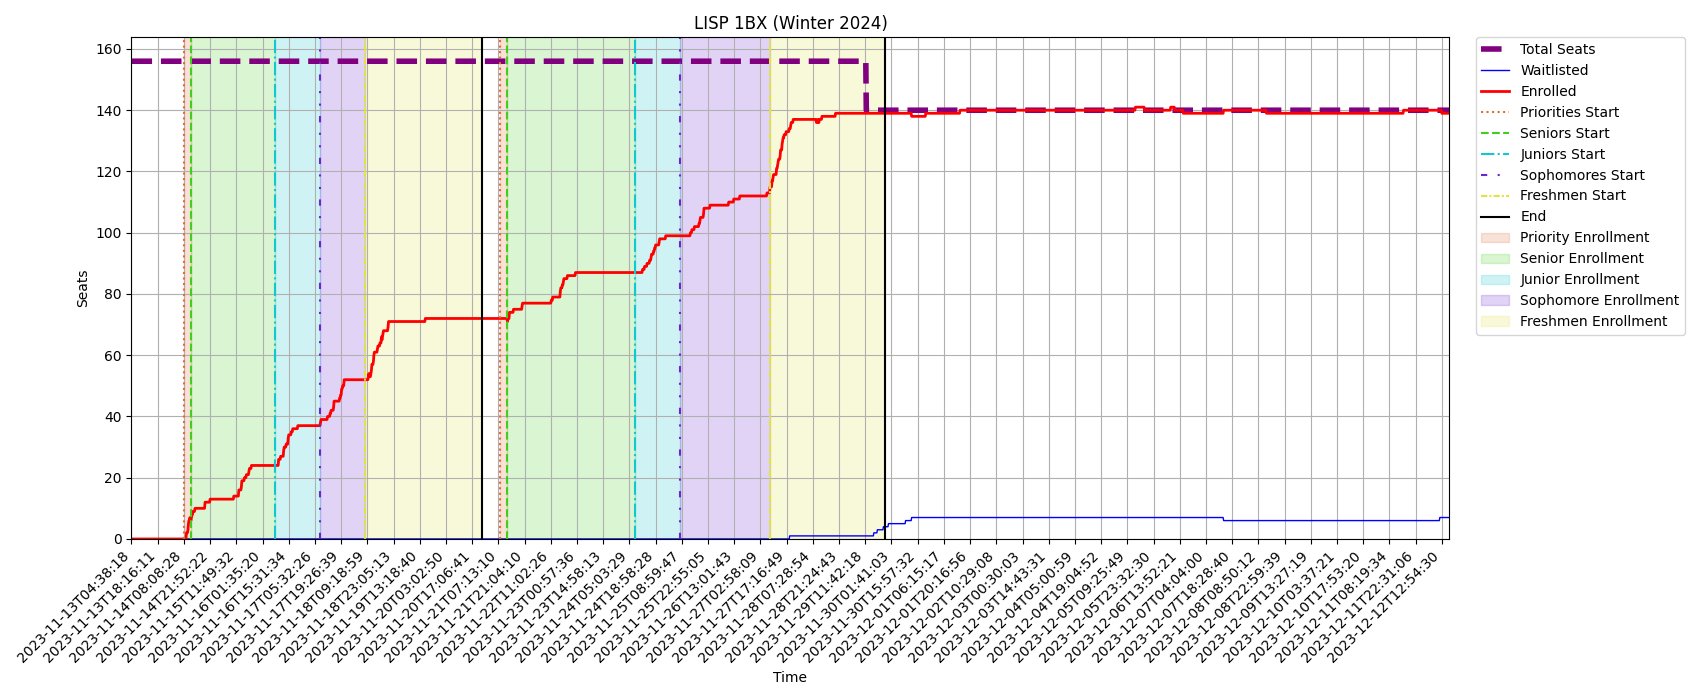 LISP 1BX (Winter 2024)
Seats
160
140
120
100
80
60
40
20
0
2023-11-13T04:38:18
2023-11-13T18:16:11
2023-11-14T08:08:28
2023-11-14T21:52:22
2023-11-15T11:49:32
2023-11-16T01:35:20
2023-11-16T15:31:34
2023-11-17T05:32:26
2023-11-17T19:26:39
2023-11-18T09:18:59
2023-11-18T23:05:13
2023-11-19T13:18:40
2023-11-20T03:02:50
2023-11-20T17:06:41
2023-11-21T07:13:10
2023-11-21T21:04:10
2023-11-22T11:02:26
2023-11-23T00:57:36
2023-11-23T14:58:13
2023-11-24T05:03:29
2023-11-24T18:58:28
2023-11-25T08:59:47
2023-11-25T22:55:05
2023-11-26T13:01:43
2023-11-27T02:58:09
2023-11-27T17:16:49
2023-11-28T07:28:54
2023-11-28T21:24:43
2023-11-29T11:42:18
2023-11-30T01:41:03
2023-11-30T15:57:32
2023-12-01T06:15:17
2023-12-01T20:16:56
2023-12-02T10:29:08
2023-12-03T00:30:03
2023-12-03T14:43:31
2023-12-04T05:00:59
2023-12-04T19:04:52
2023-12-05T09:25:49
2023-12-05T23:32:30
2023-12-06T13:52:21
2023-12-07T04:04:00
2023-12-07T18:28:40
2023-12-08T08:50:12
2023-12-08T22:59:39
2023-12-09T13:27:19
2023-12-10T03:37:21
2023-12-10T17:53:20
2023-12-11T08:19:34
2023-12-11T22:31:06
2023-12-12T12:54:30
Time
Total Seats
Waitlisted
Enrolled
Priorities Start
Seniors Start
Juniors Start
Sophomores Start
Freshmen Start
End
Priority Enrollment
Senior Enrollment
Junior Enrollment
Sophomore Enrollment
Freshmen Enrollment